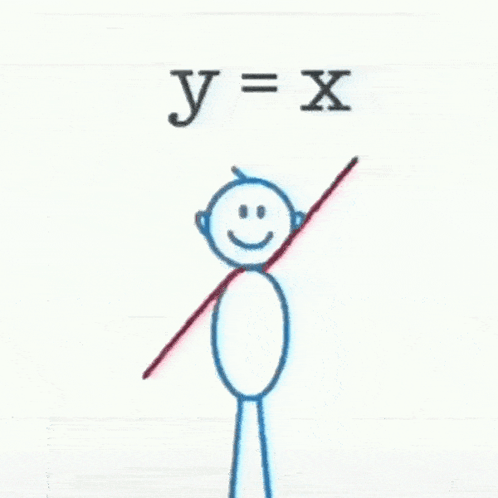 y = x